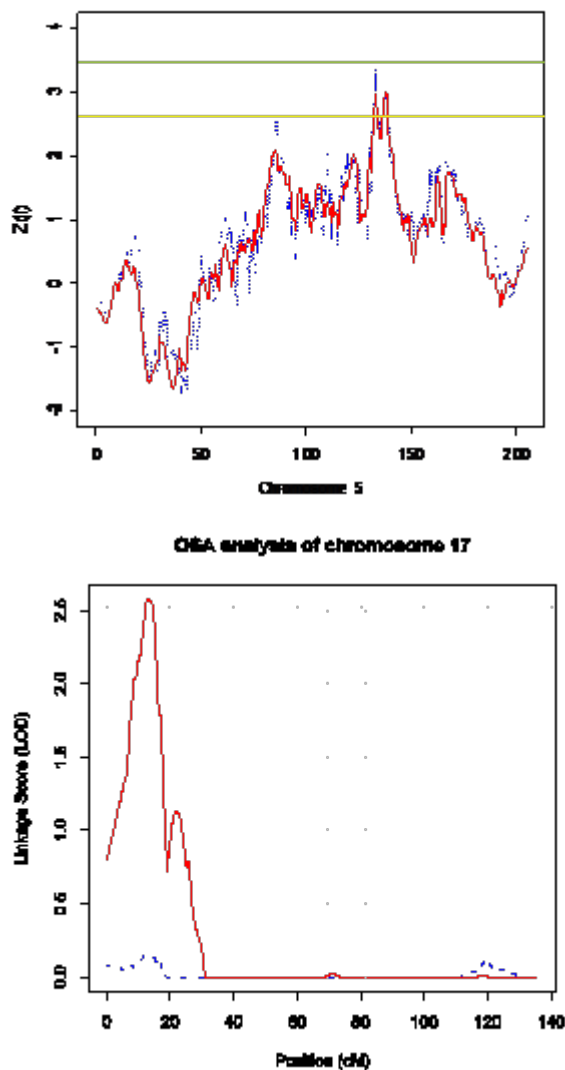 4
3
2
1
0
-1
-2
0 50 100 150 200
Chromosome 5
OSA analysis of chromosome 17
Linkage Score (LOD)
2.5
2.0
1.5
1.0
0.5
0.0
0 20 40 60 80 100 120 140
Position (cM)